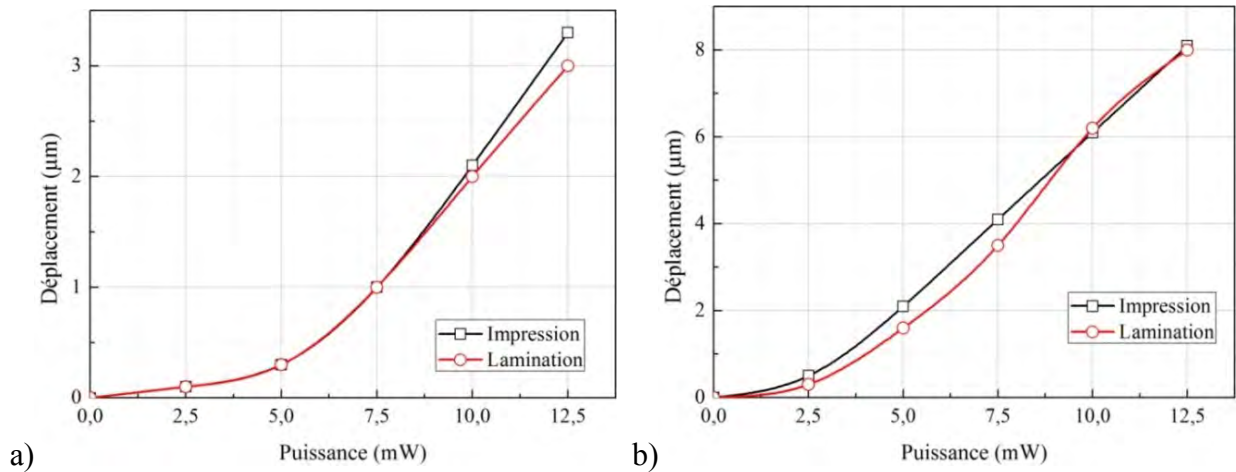 3
2
1
0
Déplacement (µm)
0,0 2,5 5,0 7,5 10,0 12,5
Puissance (mW)
Impression
Lamination
a)
8
6
4
2
0
Déplacement (µm)
0,0 2,5 5,0 7,5 10,0 12,5
Puissance (mW)
Impression
Lamination
b)